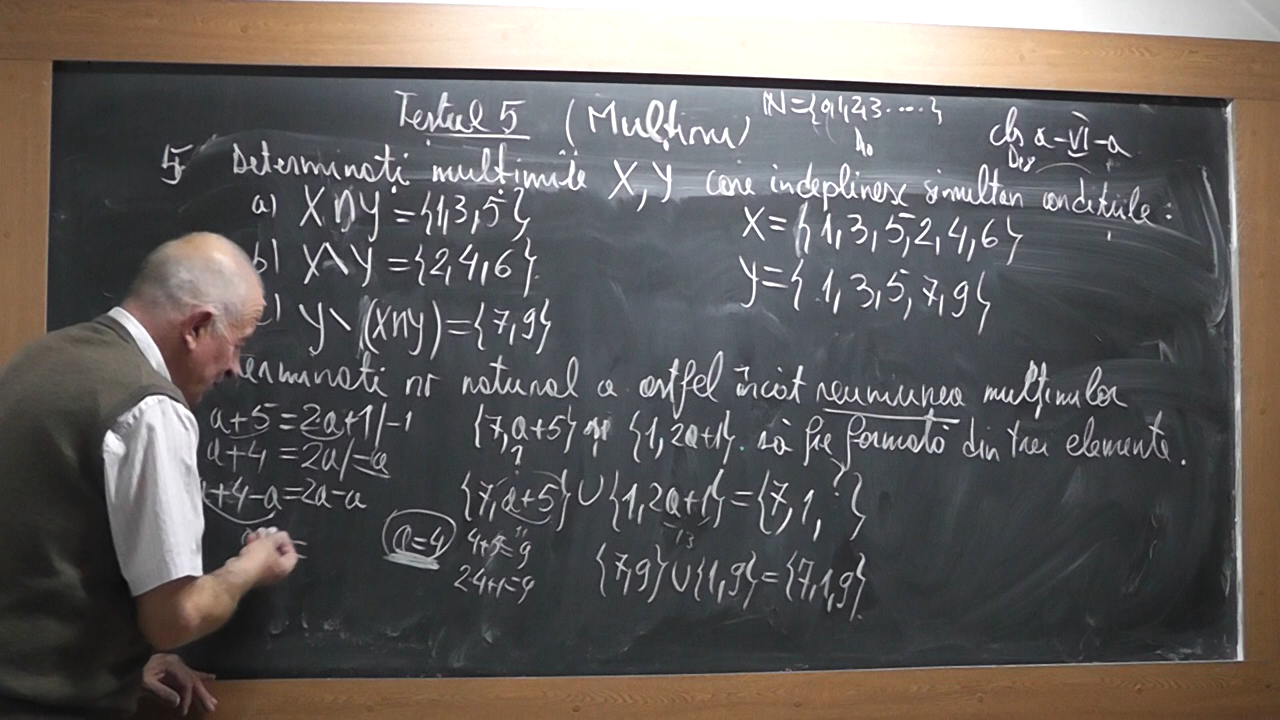 Testul 5 (Mulțimi) N={0,1,2,3....}
cls a-VI-a
5 Determinați mulțimile X, Y care îndeplinesc simultan condițiile:
a) X∩Y={1,3,5} X={1,3,5,2,4,6}
b) X\Y={2,4,6} Y={1,3,5,7,9}
c) Y\(X∩Y)={7,9}
nr natural a astfel încât reuniunea mulțimilor
{7,a+5} și {1,2a+1} să fie formată din trei elemente.
a+5=2a+1/-1
a+4=2a/-a
+4-a=2a-a
{7,a+5}∪{1,2a+1}={7,1,?}
a=4
4+5=9
2·4+1=9
{7,9}∪{1,9}={7,1,9}